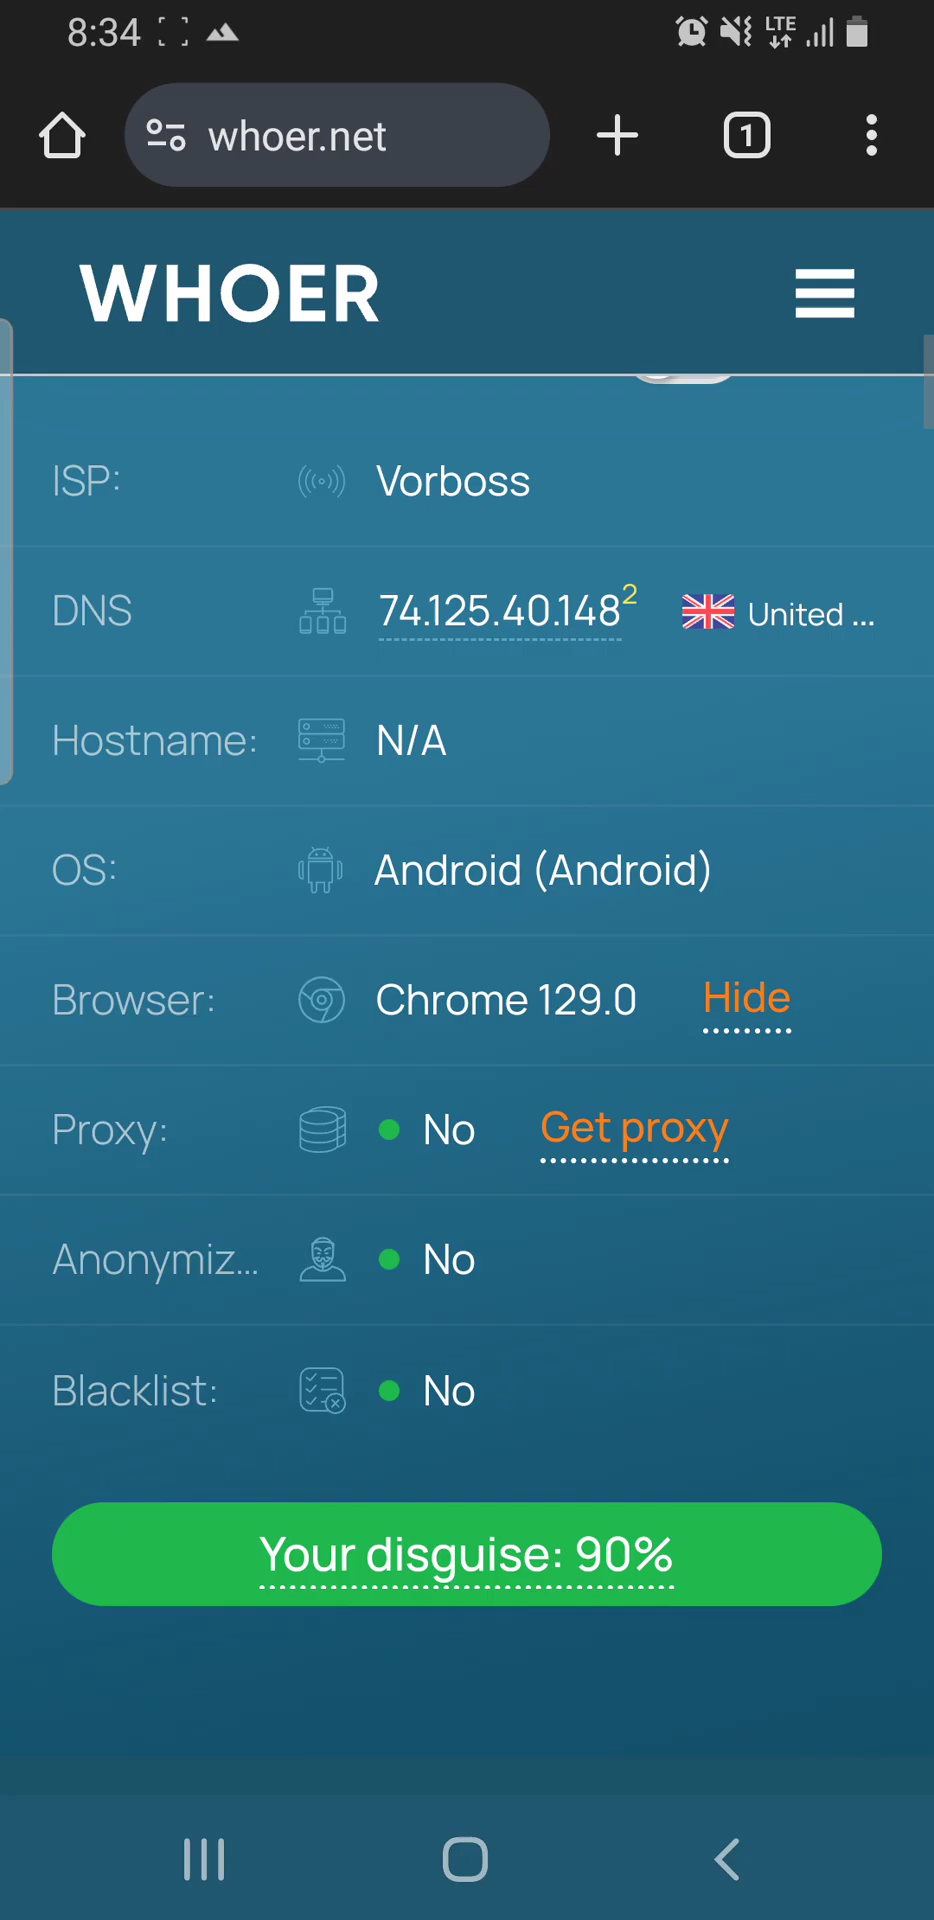 8:34 LTE
whoer.net 1
WHOER
ISP: Vorboss
DNS 74.125.40.148 2 United ...
Hostname: N/A
OS: Android (Android)
Browser: Chrome 129.0 Hide
Proxy: No Get proxy
Anonymiz... No
Blacklist: No
Your disguise: 90%